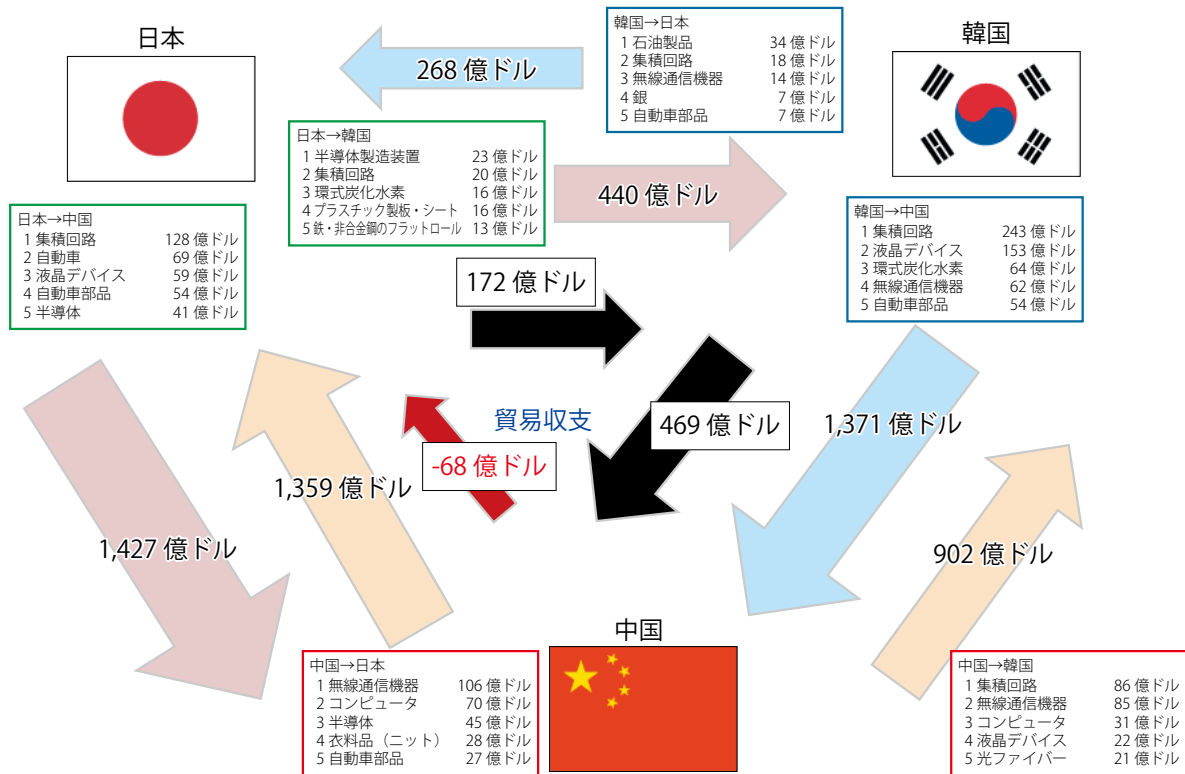 日本
268 億ドル
韓国→日本
1 石油製品 34 億ドル
2 集積回路 18 億ドル
3 無線通信機器 14 億ドル
4 銀 7 億ドル
5 自動車部品 7 億ドル
韓国
日本→韓国
1 半導体製造装置 23 億ドル
2 集積回路 20 億ドル
3 環式炭化水素 16 億ドル
4 プラスチック製板・シート 16 億ドル
5 鉄・非合金鋼のフラットロール 13 億ドル
440 億ドル
日本→中国
1 集積回路 128 億ドル
2 自動車 69 億ドル
3 液晶デバイス 59 億ドル
4 自動車部品 54 億ドル
5 半導体 41 億ドル
韓国→中国
1 集積回路 243 億ドル
2 液晶デバイス 153 億ドル
3 環式炭化水素 64 億ドル
4 無線通信機器 62 億ドル
5 自動車部品 54 億ドル
172 億ドル
貿易収支
469 億ドル
-68 億ドル
1,371 億ドル
1,359 億ドル
1,427 億ドル
902 億ドル
中国
中国→日本
1 無線通信機器 106 億ドル
2 コンピュータ 70 億ドル
3 半導体 45 億ドル
4 衣料品（ニット） 28 億ドル
5 自動車部品 27 億ドル
中国→韓国
1 集積回路 86 億ドル
2 無線通信機器 85 億ドル
3 コンピュータ 31 億ドル
4 液晶デバイス 22 億ドル
5 光ファイバー 21 億ドル